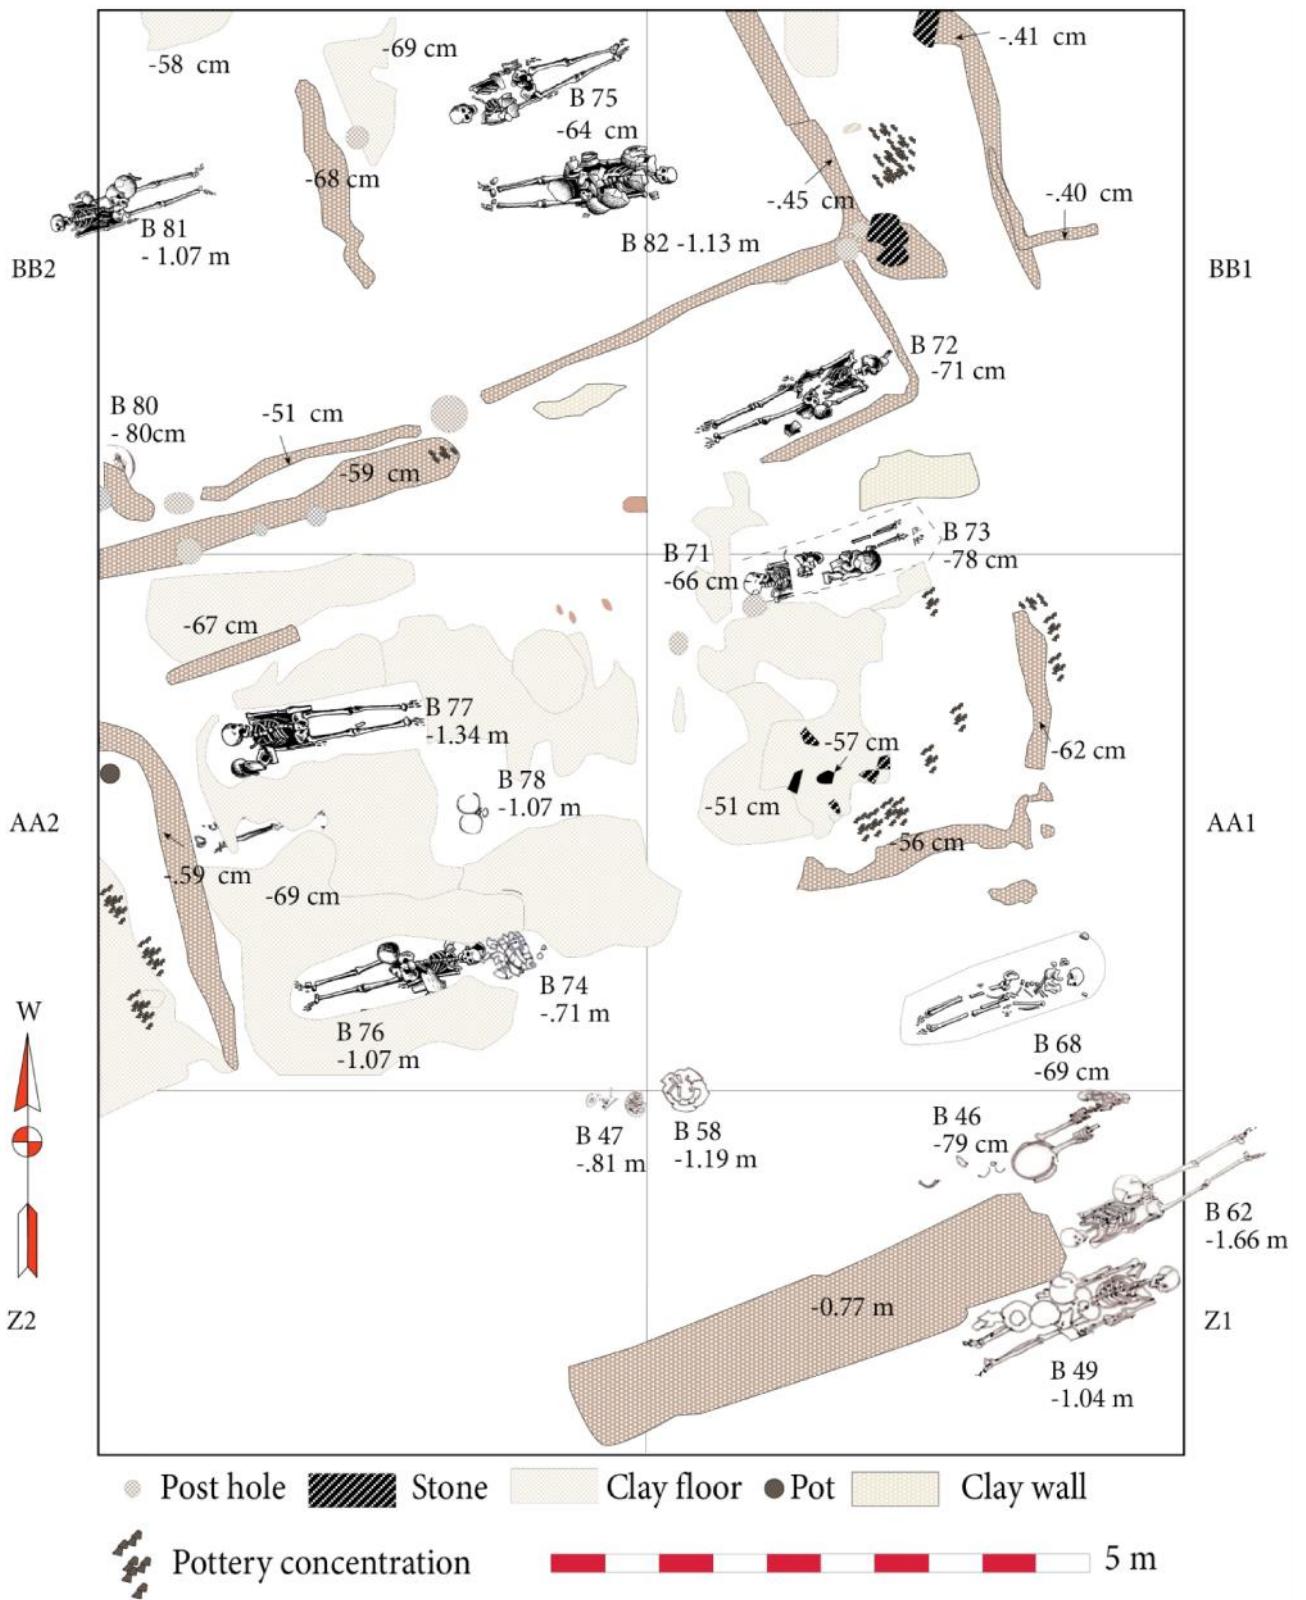 -58 cm
-69 cm
-.41 cm
B 75
-64 cm
-68 cm
-.45 cm
-.40 cm
B 81
- 1.07 m
B 82 -1.13 m
BB2
BB1
B 72
-71 cm
B 80
- 80cm
-51 cm
-59 cm
B 71
-66 cm
B 73
-78 cm
-67 cm
B 77
-1.34 m
-57 cm
-62 cm
B 78
-1.07 m
-51 cm
AA2
AA1
-56 cm
-.59 cm
-69 cm
B 74
-.71 m
W
B 76
-1.07 m
B 68
-69 cm
B 47
-.81 m
B 58
-1.19 m
B 46
-79 cm
B 62
-1.66 m
-0.77 m
Z2
Z1
B 49
-1.04 m
Post hole
Stone
Clay floor
Pot
Clay wall
Pottery concentration
5 m